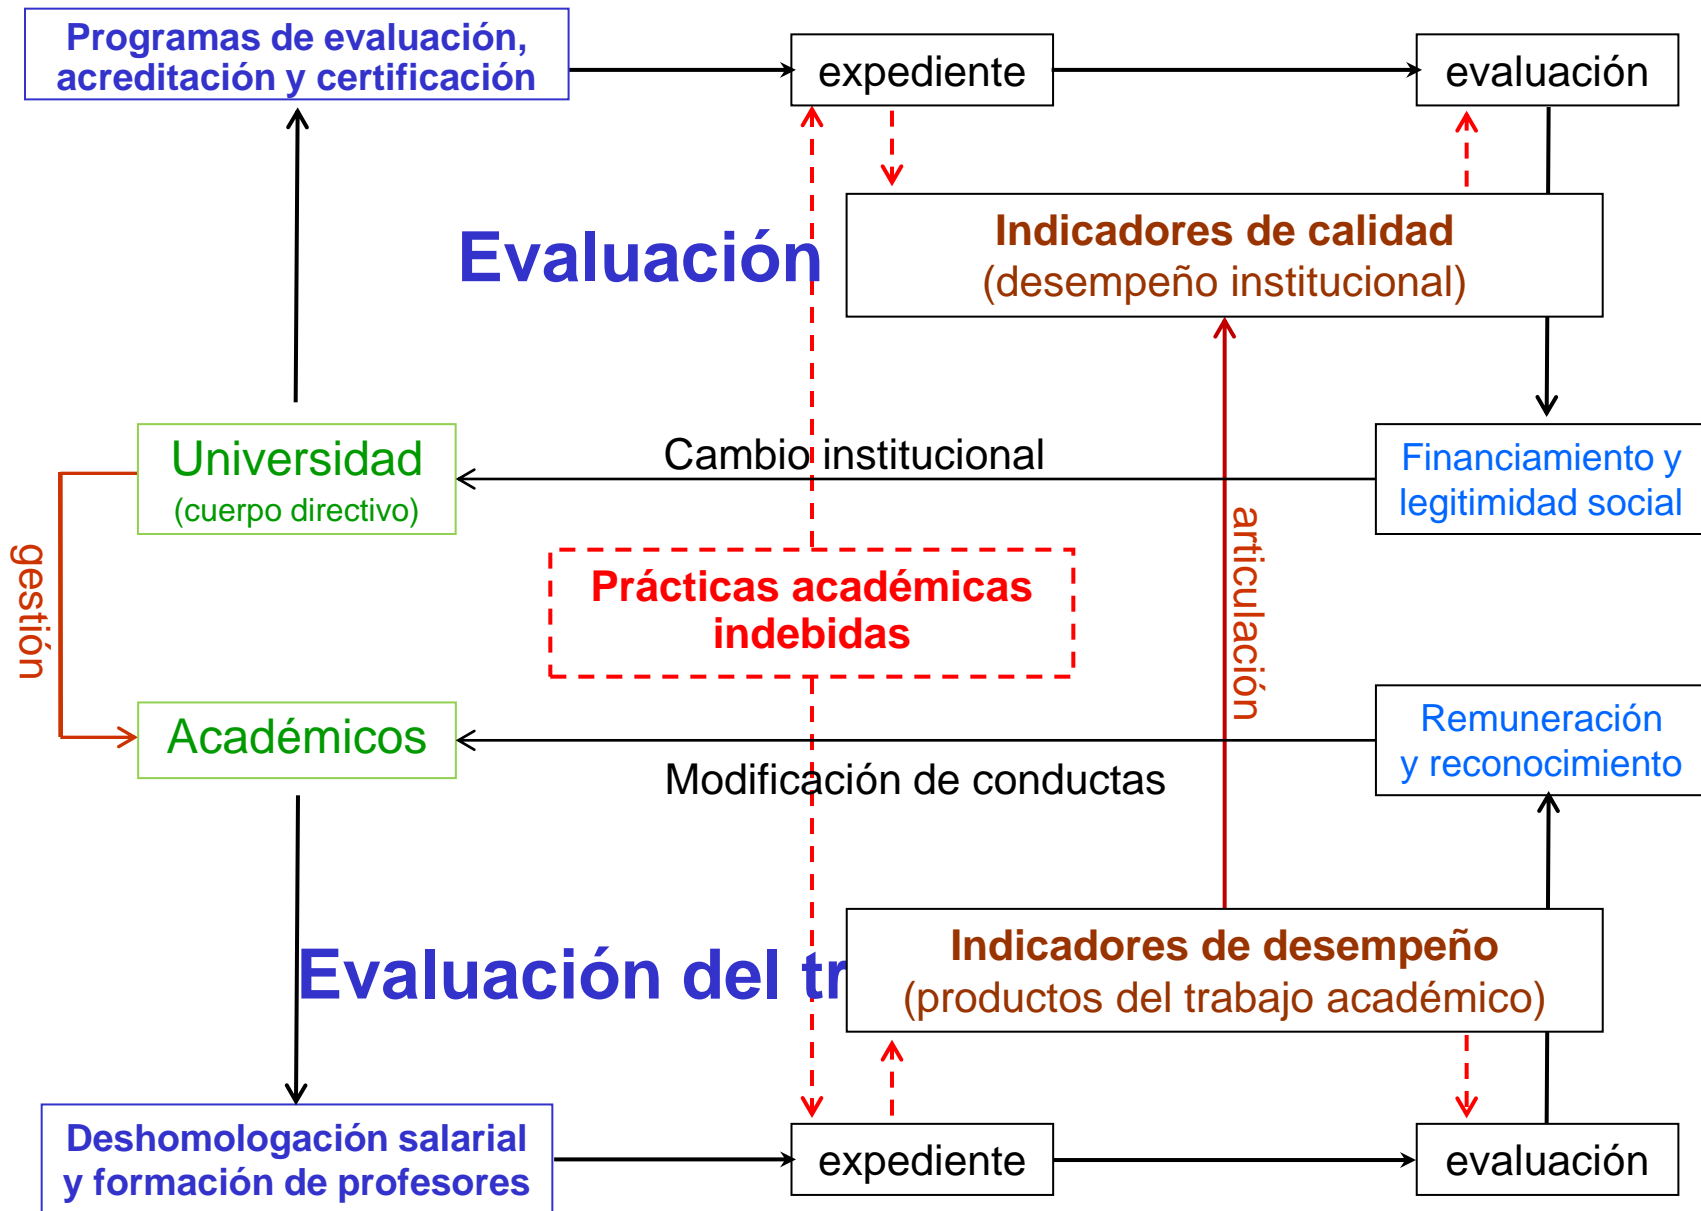 Programas de evaluación,
acreditación y certificación
expediente
evaluación
Indicadores de calidad
(desempeño institucional)
Evaluación
Universidad
(cuerpo directivo)
Cambio institucional
Financiamiento y
legitimidad social
gestión
articulación
Prácticas académicas
indebidas
Académicos
Modificación de conductas
Remuneración
y reconocimiento
Indicadores de desempeño
(productos del trabajo académico)
Evaluación del
Deshomologación salarial
y formación de profesores
expediente
evaluación